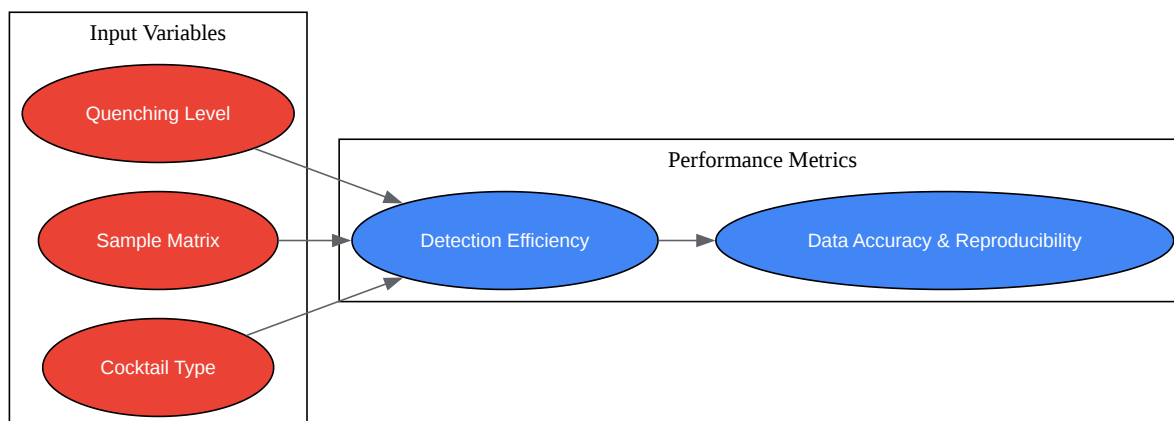 Input Variables
Quenching Level
Sample Matrix
Cocktail Type
Performance Metrics
Detection Efficiency
Data Accuracy & Reproducibility